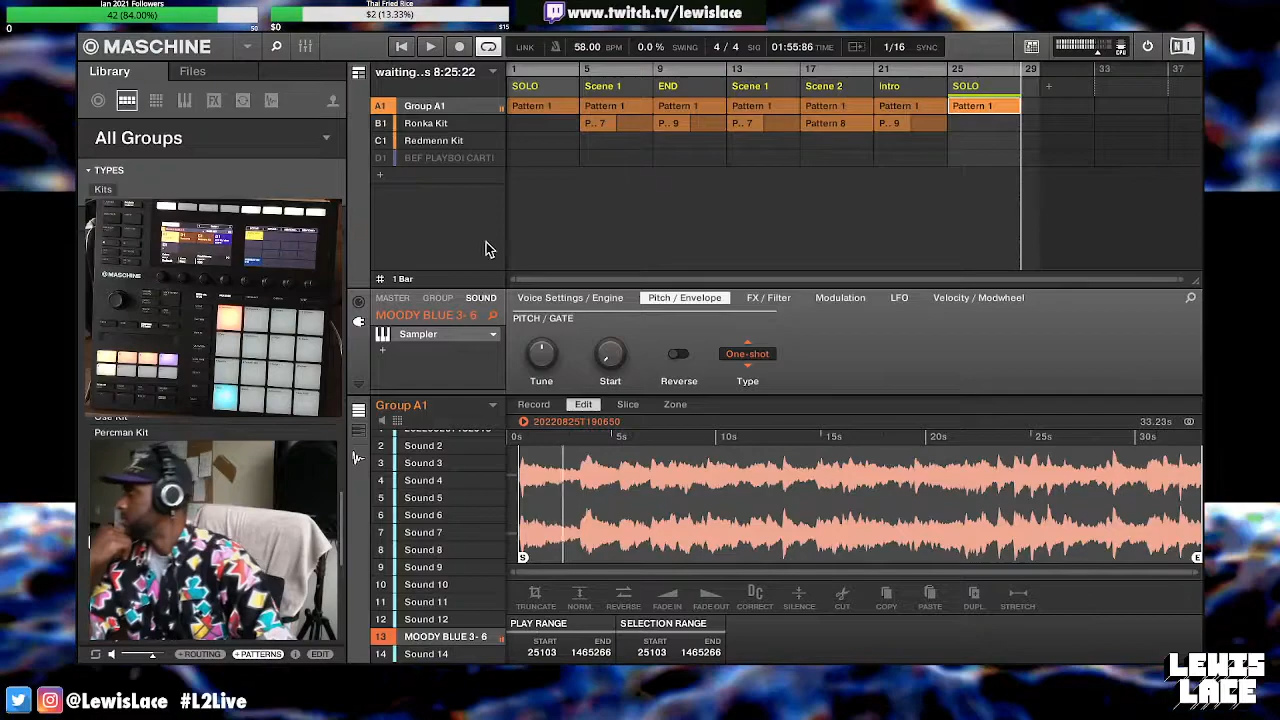 Jan 2021 Followers
42 (84.00%)
0
50
Thai Fried Rice
$2 (13.33%)
$0
$15
www.twitch.tv/lewislace
MASCHINE
LINK
58.00 BPM
0.0% SWING
4 / 4 SIG
01:55:86 TIME
1/16 SYNC
CPU
Library
Files
waiting..s 8:25:22
1 5 9 13 17 21 25 29 33 37
SOLO Scene 1 END Scene 1 Scene 2 Intro SOLO +
A1 Group A1 Pattern 1 Pattern 1 Pattern 1 Pattern 1 Pattern 1 Pattern 1 Pattern 1
B1 Ronka Kit P.. 7 P.. 9 P.. 7 Pattern 8 P.. 9
C1 Redmenn Kit
D1 BEF PLAYBOI CARTI
+
All Groups
TYPES
Kits
MASCHINE
1 Bar
MASTER GROUP SOUND
MOODY BLUE 3- 6
Sampler
+
Voice Settings / Engine
Pitch / Envelope
FX / Filter
Modulation
LFO
Velocity / Modwheel
PITCH / GATE
Tune
Start
Reverse
One-shot
Type
Percman Kit
Group A1
Record Edit Slice Zone
20220825T190650
33.23s
0s 5s 10s 15s 20s 25s 30s
2 Sound 2
3 Sound 3
4 Sound 4
5 Sound 5
6 Sound 6
7 Sound 7
8 Sound 8
9 Sound 9
10 Sound 10
11 Sound 11
12 Sound 12
13 MOODY BLUE 3- 6
14 Sound 14
S
E
TRUNCATE NORM. REVERSE FADE IN FADE OUT DC CORRECT SILENCE CUT COPY PASTE DUPL. STRETCH
PLAY RANGE
START END
25103 1465266
SELECTION RANGE
START END
25103 1465266
+ROUTING
+PATTERNS
EDIT
@LewisLace #L2Live
LEWIS
LACE